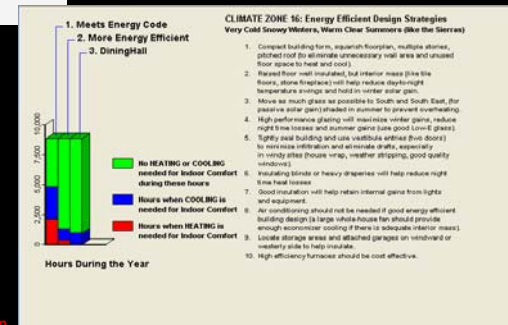 1. Meets Energy Code
2. More Energy Efficient
3. DiningHall
10,000
7,500
5,000
2,500
0
No HEATING or COOLING
needed for Indoor Comfort
during these hours
Hours when COOLING is
needed for Indoor Comfort
Hours when HEATING is
needed for Indoor Comfort
Hours During the Year
CLIMATE ZONE 16: Energy Efficient Design Strategies
Very Cold Snowy Winters, Warm Clear Summers (like the Sierras)
1. Compact building form, squarish floorplan, multiple stories,
pitched roof (to eliminate unnecessary wall area and unused
floor space to heat and cool).
2. Raised floor well insulated, but interior mass (like tile
floors, stone fireplace) will help reduce day-to-night
temperature swings and hold in winter solar gain.
3. Move as much glass as possible to South and South East, (for
passive solar gain) shaded in summer to prevent overheating.
4. High performance glazing will maximize winter gains, reduce
night time losses and summer gains (use good Low-E glass).
5. Tightly seal building and use vestibule entries (two doors)
to minimize infiltration and eliminate drafts, especially
in windy sites (house wrap, weather stripping, good quality
windows).
6. Insulating blinds or heavy draperies will help reduce night
time heat losses
7. Good insulation will help retain internal gains from lights
and equipment.
8. Air conditioning should not be needed if good energy efficient
building design (a large whole-house fan should provide
enough economizer cooling if there is adequate interior mass).
9. Locate storage areas and attached garages on windward or
westerly side to help insulate.
10. High efficiency furnaces should be cost effective.